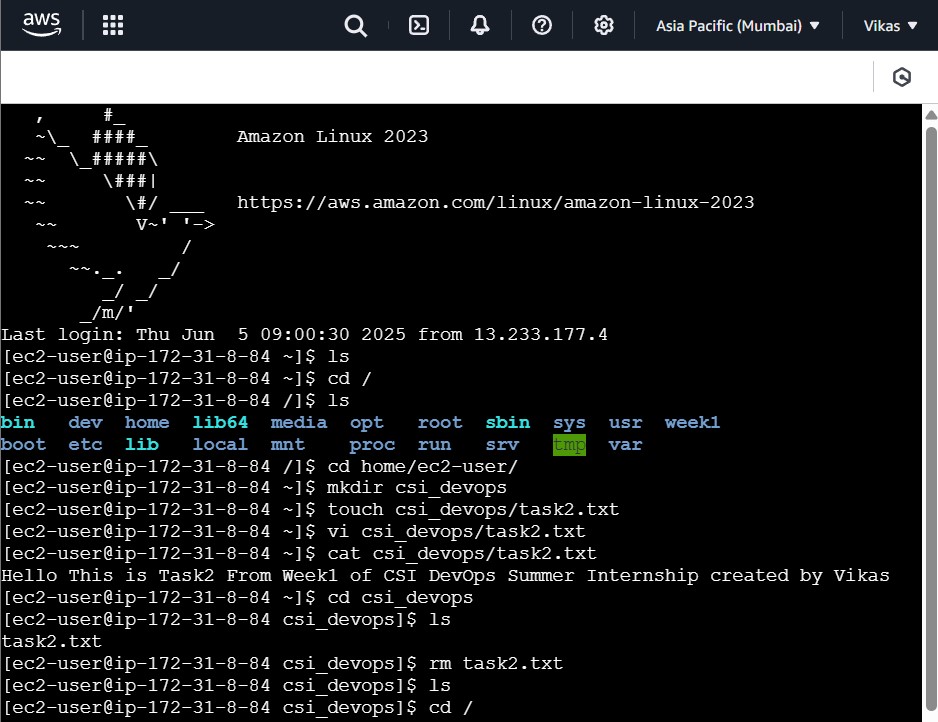 aws
Asia Pacific (Mumbai) ▼ Vikas ▼
   ,     #_
   ~\_  ####_        Amazon Linux 2023
  ~~  \_#####\
  ~~     \###|
  ~~       \#/ ___   https://aws.amazon.com/linux/amazon-linux-2023
   ~~       V~' '->
    ~~~         /
      ~~._.   _/
         _/ _/
       _/m/'
Last login: Thu Jun  5 09:00:30 2025 from 13.233.177.4
[ec2-user@ip-172-31-8-84 ~]$ ls
[ec2-user@ip-172-31-8-84 ~]$ cd /
[ec2-user@ip-172-31-8-84 /]$ ls
bin   dev  home  lib64  media  opt   root  sbin  sys  usr  week1
boot  etc  lib   local  mnt    proc  run   srv   tmp  var
[ec2-user@ip-172-31-8-84 /]$ cd home/ec2-user/
[ec2-user@ip-172-31-8-84 ~]$ mkdir csi_devops
[ec2-user@ip-172-31-8-84 ~]$ touch csi_devops/task2.txt
[ec2-user@ip-172-31-8-84 ~]$ vi csi_devops/task2.txt
[ec2-user@ip-172-31-8-84 ~]$ cat csi_devops/task2.txt
Hello This is Task2 From Week1 of CSI DevOps Summer Internship created by Vikas
[ec2-user@ip-172-31-8-84 ~]$ cd csi_devops
[ec2-user@ip-172-31-8-84 csi_devops]$ ls
task2.txt
[ec2-user@ip-172-31-8-84 csi_devops]$ rm task2.txt
[ec2-user@ip-172-31-8-84 csi_devops]$ ls
[ec2-user@ip-172-31-8-84 csi_devops]$ cd /